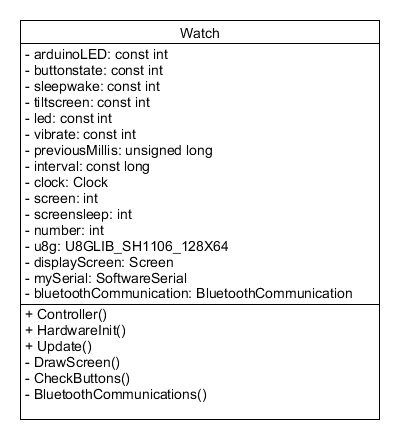 Watch
- arduinoLED: const int
- buttonstate: const int
- sleepwake: const int
- tiltscreen: const int
- led: const int
- vibrate: const int
- previousMillis: unsigned long
- interval: const long
- clock: Clock
- screen: int
- screensleep: int
- number: int
- u8g: U8GLIB_SH1106_128X64
- displayScreen: Screen
- mySerial: SoftwareSerial
- bluetoothCommunication: BluetoothCommunication
+ Controller()
+ HardwareInit()
+ Update()
- DrawScreen()
- CheckButtons()
- BluetoothCommunications()